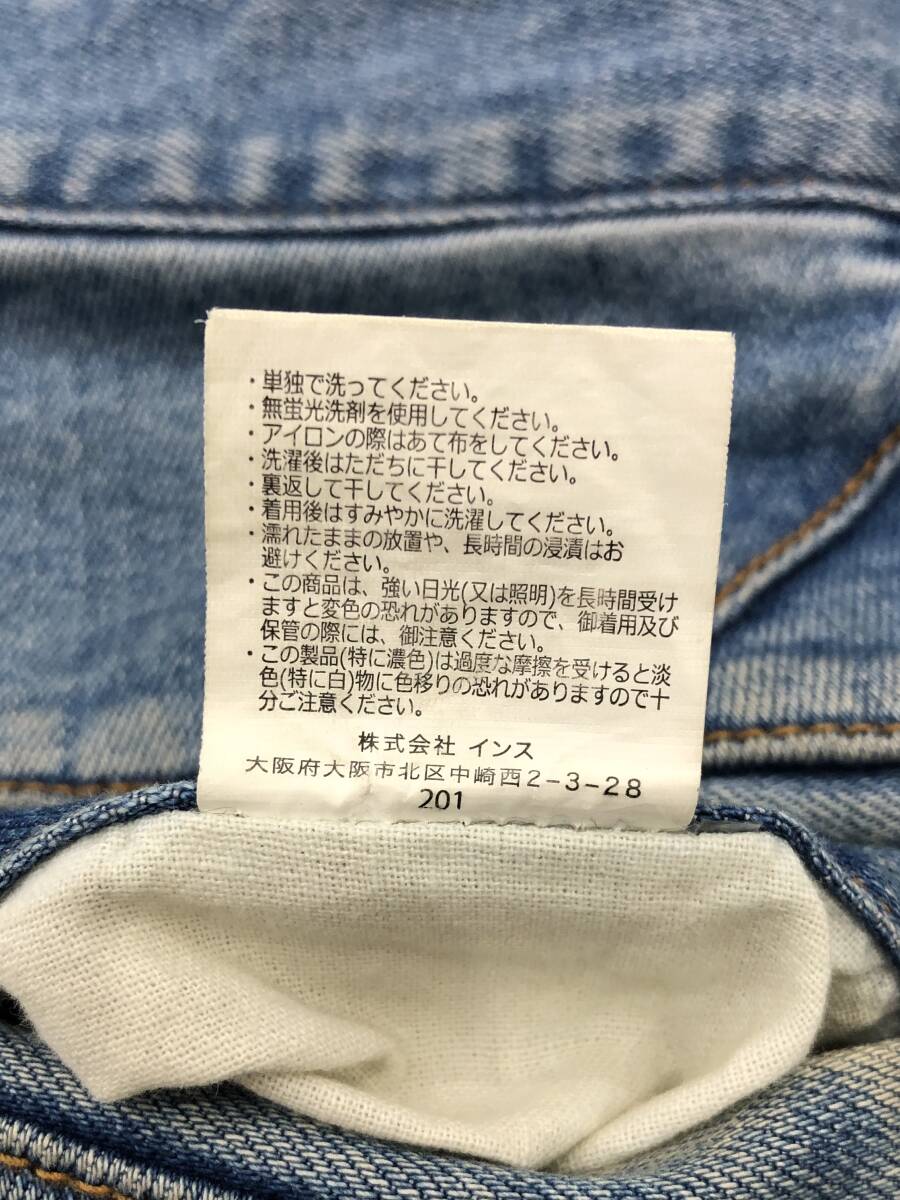 ・単独で洗ってください。
・無蛍光洗剤を使用してください。
・アイロンの際はあて布をしてください。
・洗濯後はただちに干してください。
・裏返して干してください。
・着用後はすみやかに洗濯してください。
・濡れたままの放置や、長時間の浸漬はお
避けください。
・この商品は、強い日光(又は照明)を長時間受け
ますと変色の恐れがありますので、御着用及び
保管の際には、御注意ください。
・この製品(特に濃色)は過度な摩擦を受けると淡
色(特に白)物に色移りの恐れがありますので十
分ご注意ください。
株式会社 インス
大阪府大阪市北区中崎西2-3-28
201